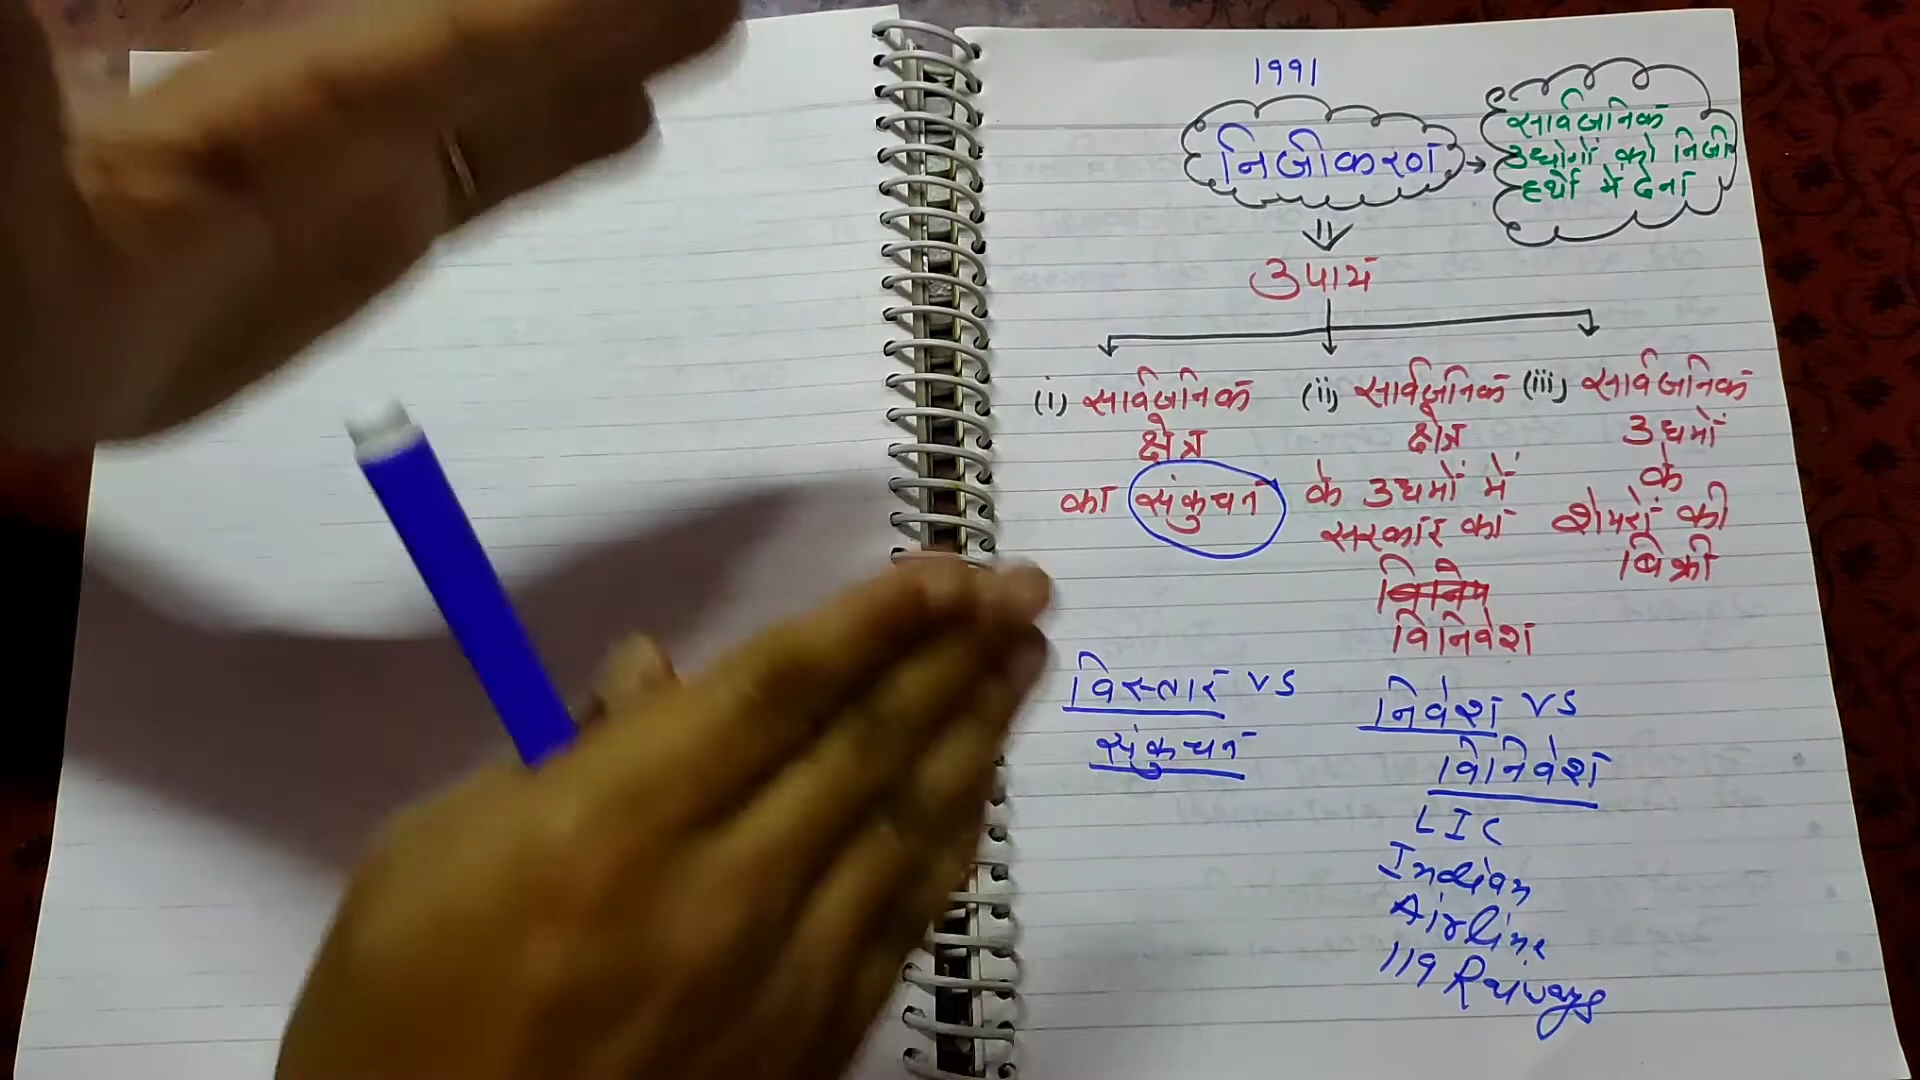 1991
निजीकरण
सार्वजनिक
उद्योगों को निजी
हाथों में देना
उपाय
(i) सार्वजनिक
क्षेत्र
का संकुचन
(ii) सार्वजनिक
क्षेत्र
के उद्यमों में
सरकार का
विनिवेश
(iii) सार्वजनिक
उद्यमों
के
शेयरों की
बिक्री
विस्तार VS
संकुचन
निवेश VS
विनिवेश
LIC
Indian
Airline
119 Railways